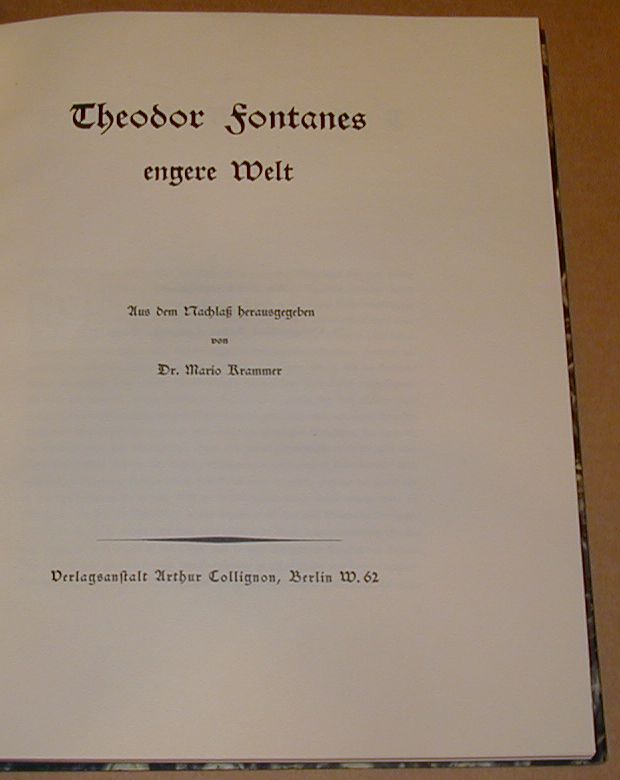 Theodor Fontanes
engere Welt
Aus dem Nachlaß herausgegeben
von
Dr. Mario Krammer
Verlagsanstalt Arthur Collignon, Berlin W. 62